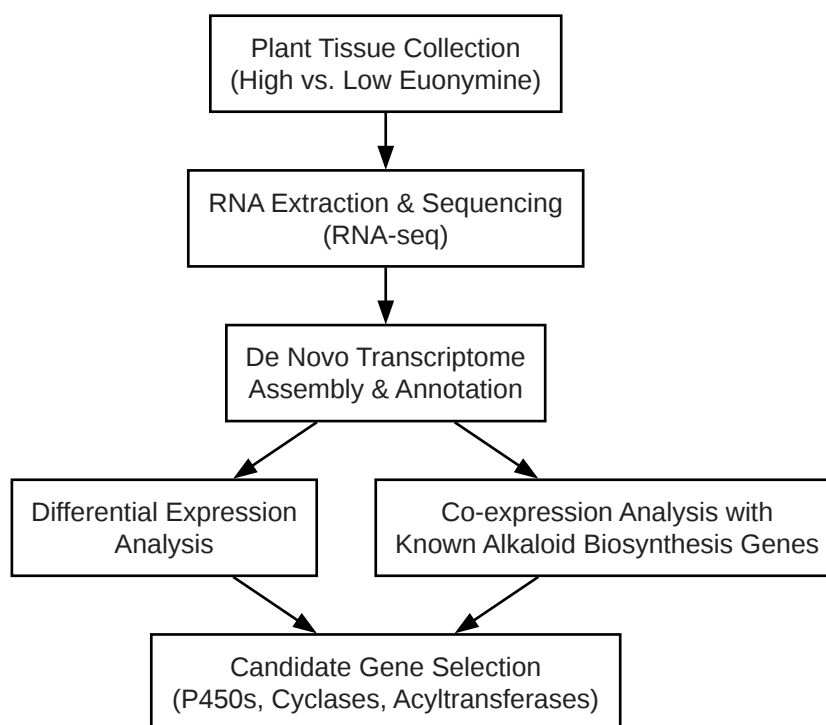 Plant Tissue Collection
(High vs. Low Euonymine)
RNA Extraction & Sequencing
(RNA-seq)
De Novo Transcriptome
Assembly & Annotation
Differential Expression
Analysis
Co-expression Analysis with
Known Alkaloid Biosynthesis Genes
Candidate Gene Selection
(P450s, Cyclases, Acyltransferases)